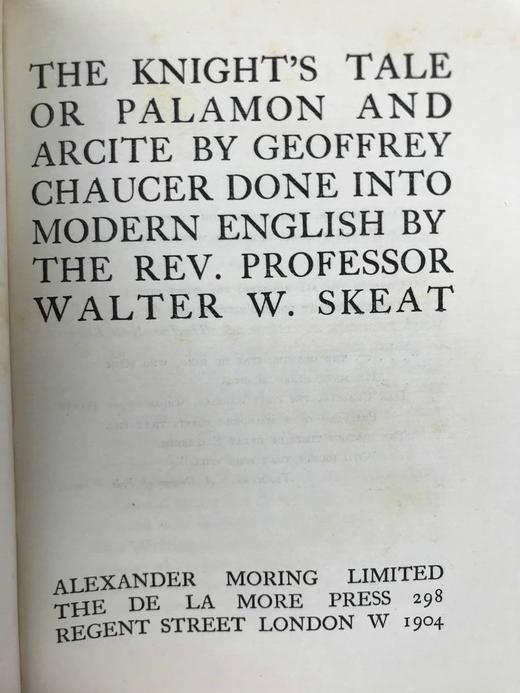 THE KNIGHT'S TALE
OR PALAMON AND
ARCITE BY GEOFFREY
CHAUCER DONE INTO
MODERN ENGLISH BY
THE REV. PROFESSOR
WALTER W. SKEAT
ALEXANDER MORING LIMITED
THE DE LA MORE PRESS 298
REGENT STREET LONDON W 1904